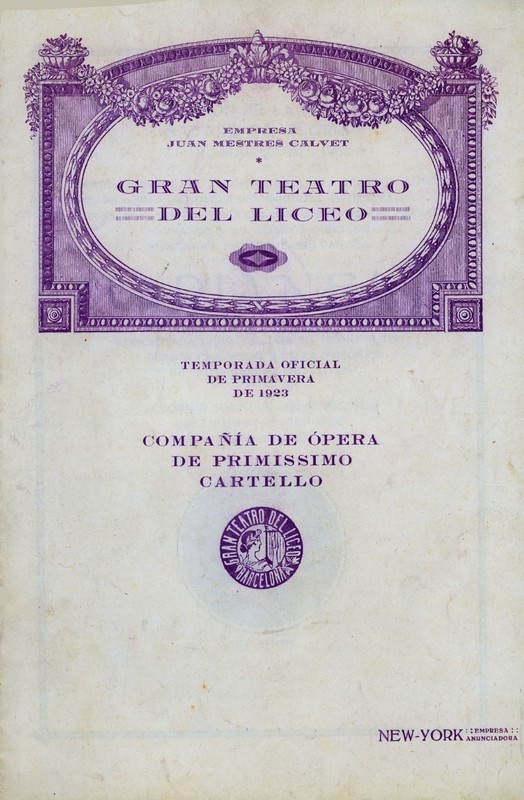 EMPRESA
JUAN MESTRES CALVET
*
GRAN TEATRO
DEL LICEO
TEMPORADA OFICIAL
DE PRIMAVERA
DE 1923
COMPAÑÍA DE ÓPERA
DE PRIMISSIMO
CARTELLO
GRAN TEATRO DEL LICEO
BARCELONA
NEW-YORK ::EMPRESA::
ANUNCIADORA